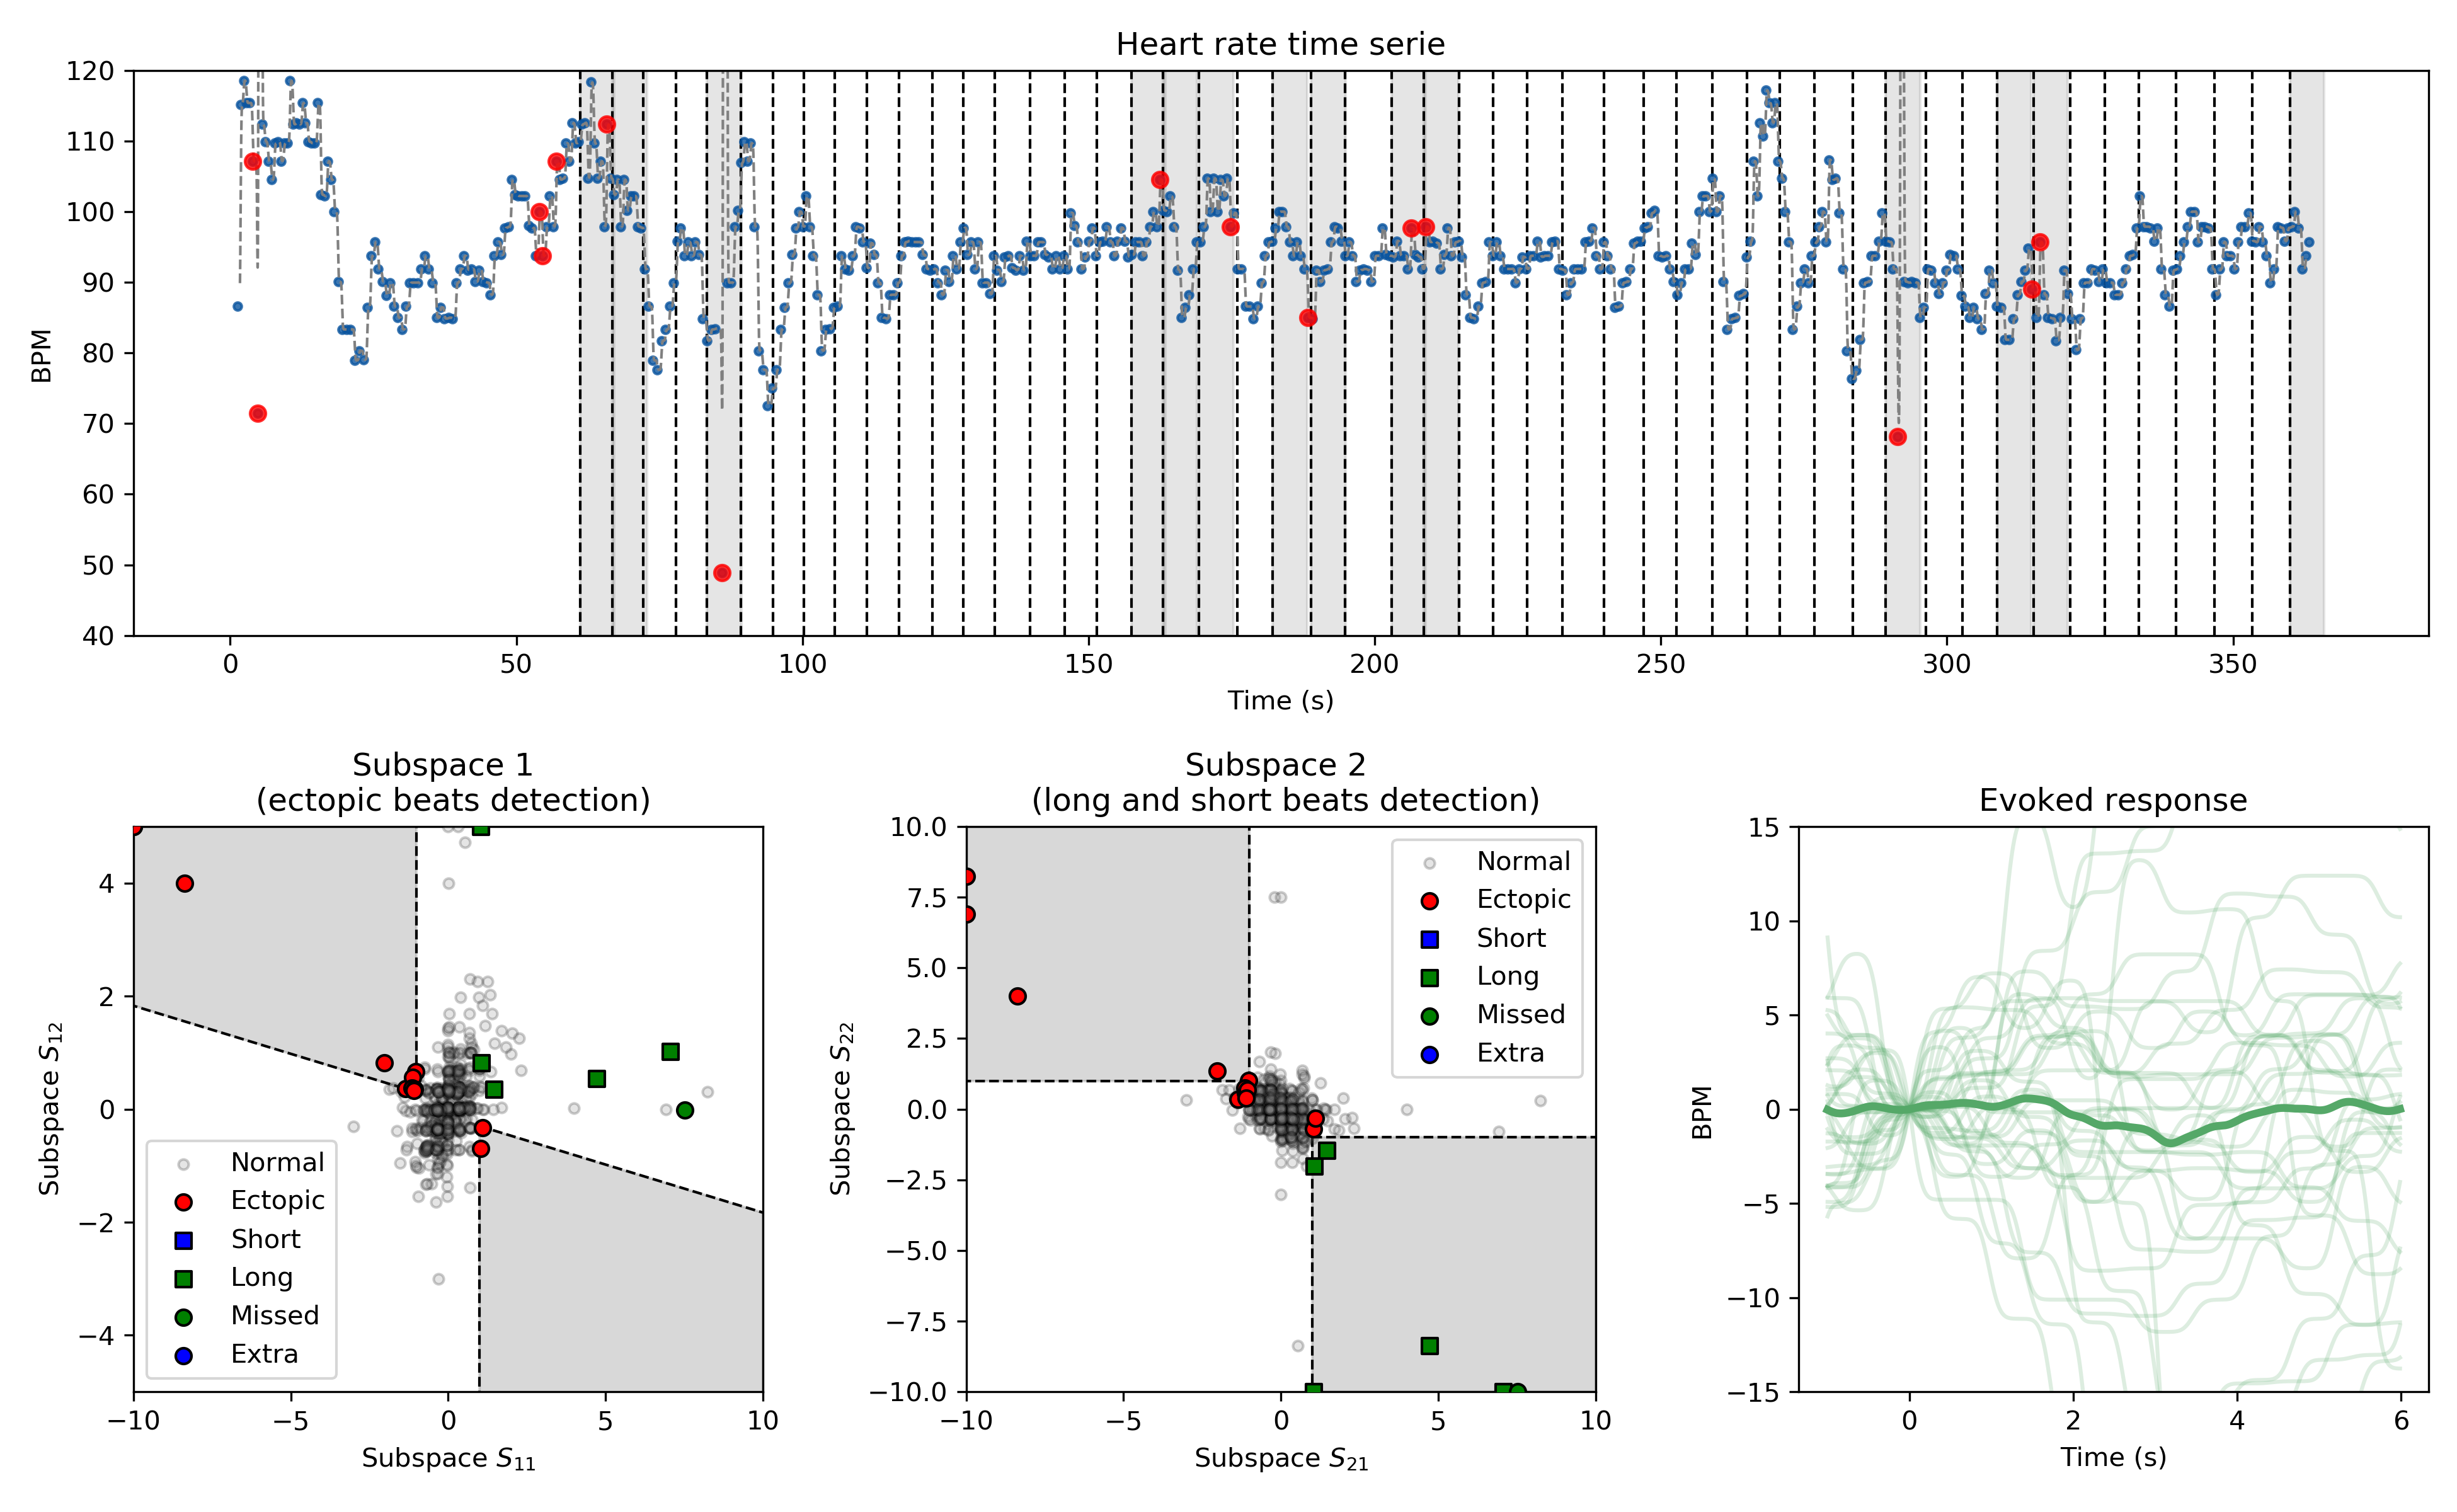 Heart rate time serie
120
110
100
90
80
70
60
50
40
BPM
0 50 100 150 200 250 300 350
Time (s)
Subspace 1
(ectopic beats detection)
4
2
0
−2
−4
Subspace S12
Normal
Ectopic
Short
Long
Missed
Extra
−10 −5 0 5 10
Subspace S11
Subspace 2
(long and short beats detection)
10.0
7.5
5.0
2.5
0.0
−2.5
−5.0
−7.5
−10.0
Subspace S22
Normal
Ectopic
Short
Long
Missed
Extra
−10 −5 0 5 10
Subspace S21
Evoked response
15
10
5
0
−5
−10
−15
BPM
0 2 4 6
Time (s)